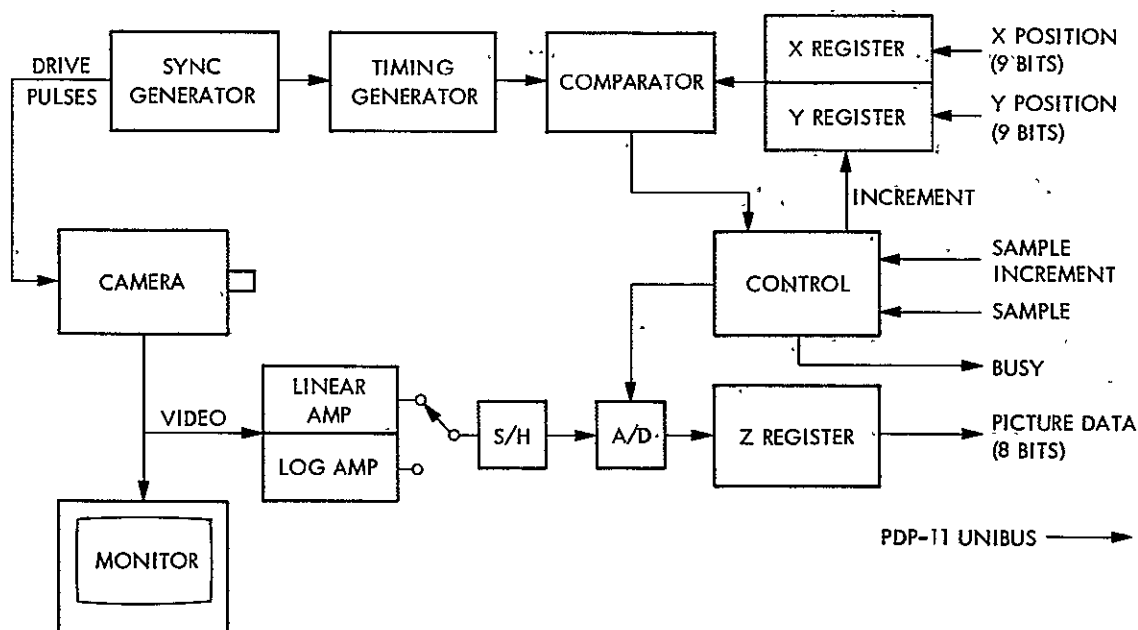 DRIVE
PULSES
SYNC
GENERATOR
TIMING
GENERATOR
COMPARATOR
X REGISTER
Y REGISTER
X POSITION
(9 BITS)
Y POSITION
(9 BITS)
INCREMENT
CAMERA
CONTROL
SAMPLE
INCREMENT
SAMPLE
BUSY
VIDEO
LINEAR
AMP
LOG AMP
S/H
A/D
Z REGISTER
PICTURE DATA
(8 BITS)
MONITOR
PDP-11 UNIBUS